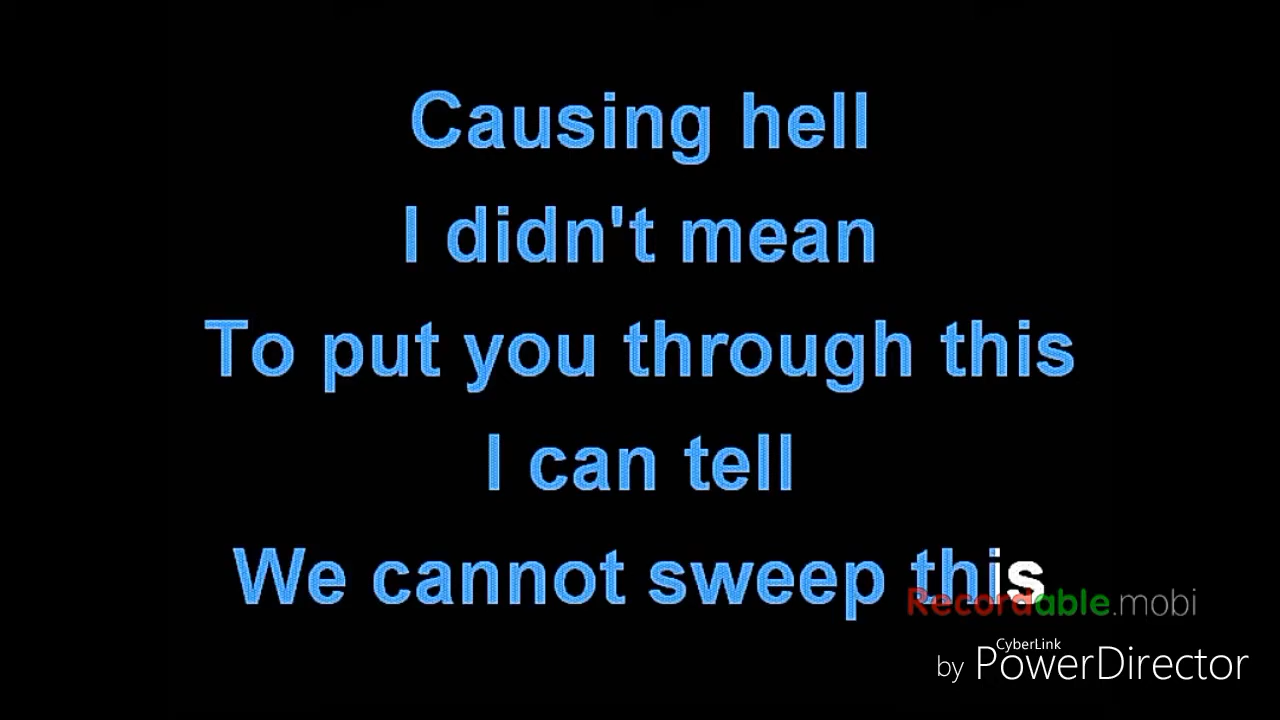 Causing hell
I didn't mean
To put you through this
I can tell
We cannot sweep this
Recordable.mobi
CyberLink
by PowerDirector